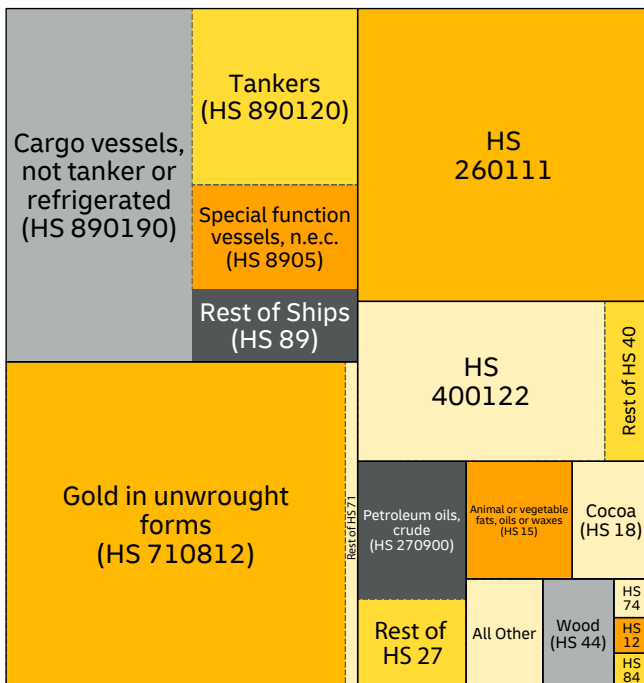 Cargo vessels,
not tanker or
refrigerated
(HS 890190)
Tankers
(HS 890120)
Special function
vessels, n.e.c.
(HS 8905)
Rest of Ships
(HS 89)
HS
260111
HS
400122
Rest of HS 40
Gold in unwrought
forms
(HS 710812)
Rest of HS 71
Petroleum oils,
crude
(HS 270900)
Rest of
HS 27
Animal or vegetable
fats, oils or waxes
(HS 15)
Cocoa
(HS 18)
All Other
Wood
(HS 44)
HS
74
HS
12
HS
84